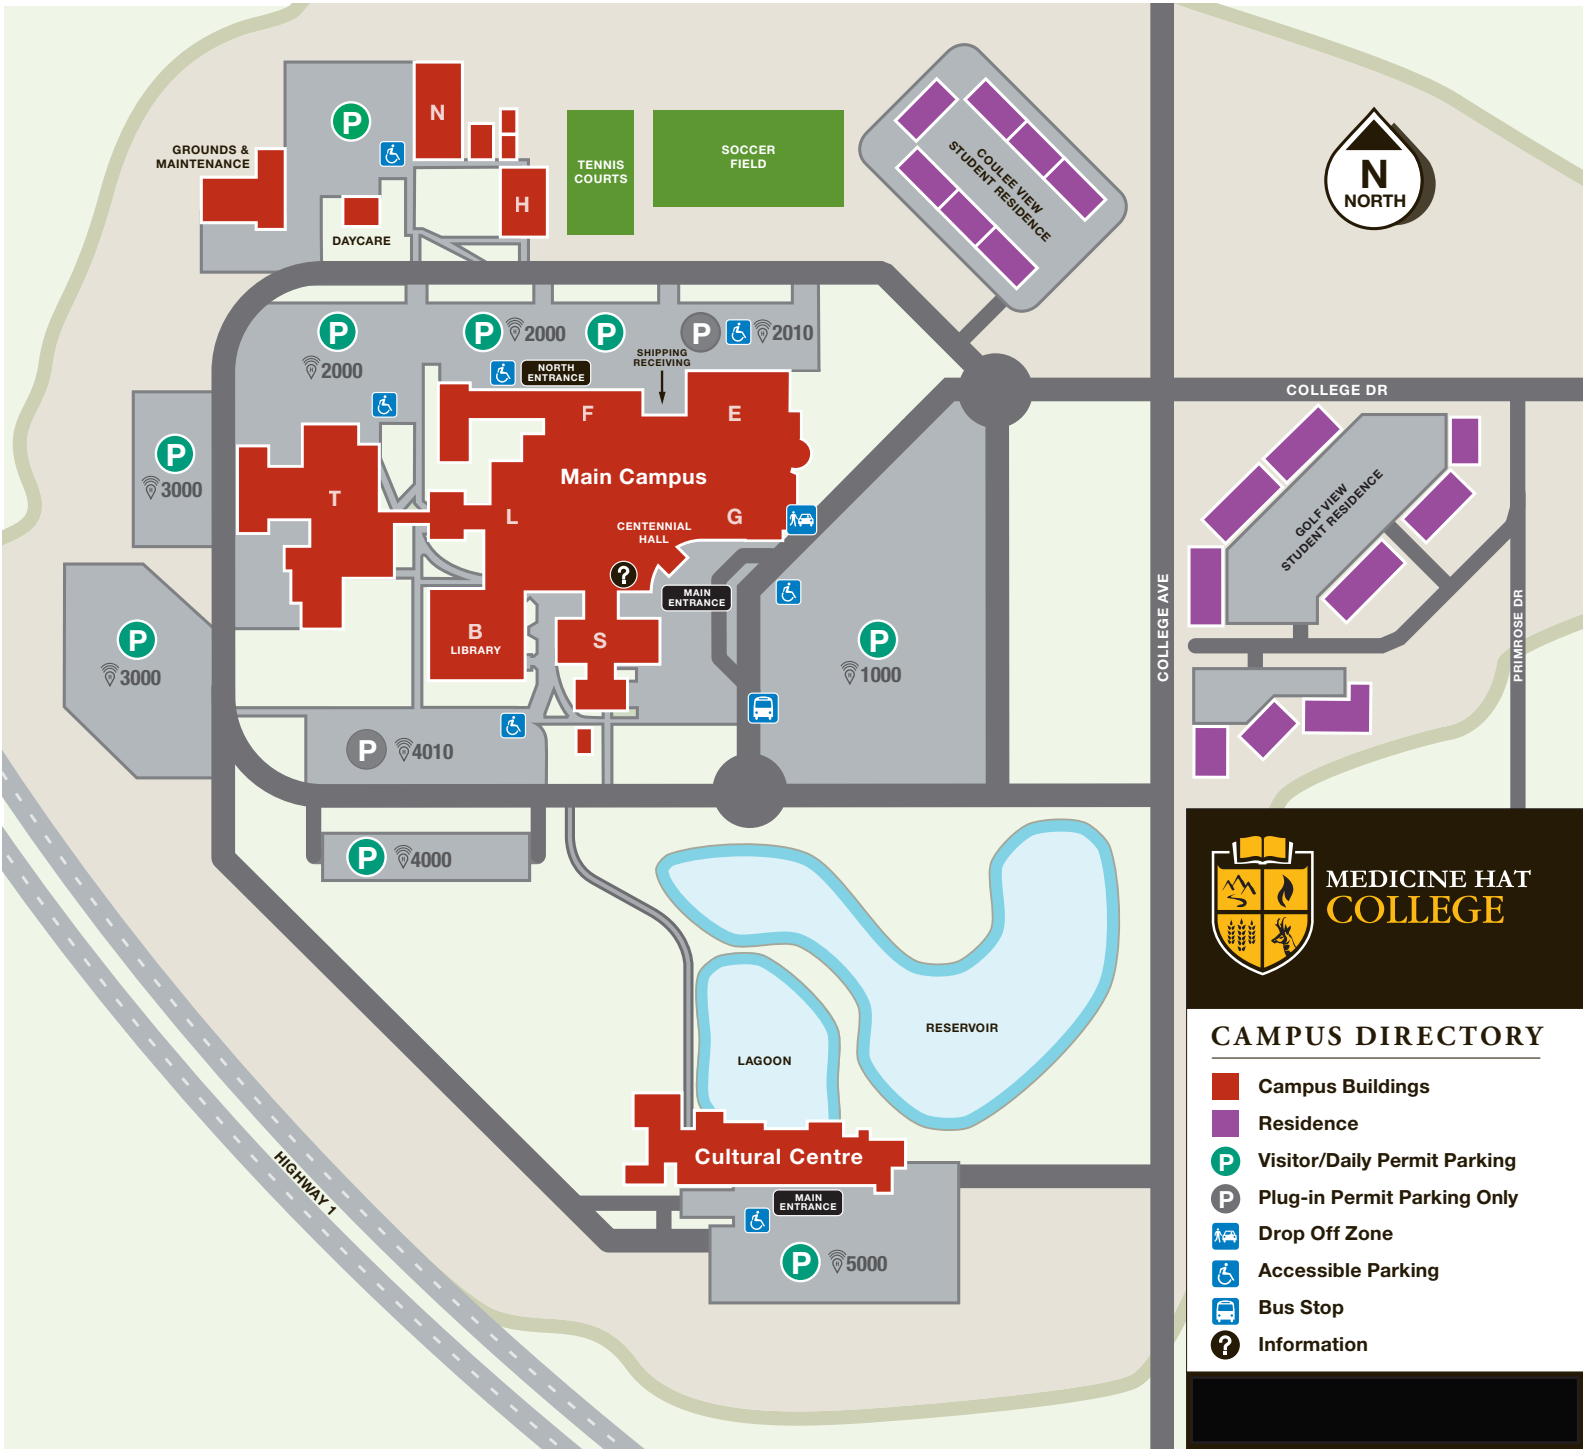 N
P
GROUNDS &
MAINTENANCE
H
DAYCARE
TENNIS
COURTS
SOCCER
FIELD
COULEE VIEW
STUDENT RESIDENCE
N
NORTH
P
2000
P
2000
P
P
2010
SHIPPING
RECEIVING
NORTH
ENTRANCE
COLLEGE DR
F
E
Main Campus
P
3000
T
L
G
CENTENNIAL
HALL
?
MAIN
ENTRANCE
GOLF VIEW
STUDENT RESIDENCE
COLLEGE AVE
PRIMROSE DR
B
LIBRARY
S
P
3000
P
1000
P
4010
P
4000
MEDICINE HAT
COLLEGE
RESERVOIR
LAGOON
Cultural Centre
MAIN
ENTRANCE
P
5000
HIGHWAY 1
CAMPUS DIRECTORY
Campus Buildings
Residence
P Visitor/Daily Permit Parking
P Plug-in Permit Parking Only
Drop Off Zone
Accessible Parking
Bus Stop
? Information